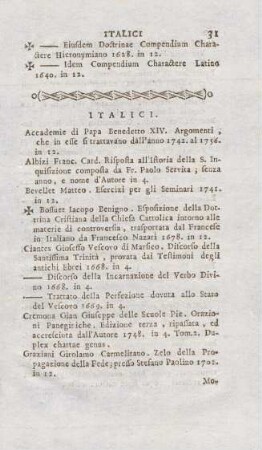 ITALICI 31
✠ —— Eiusdem Doctrinae Compendium Chara-
ctere Hieronymiano 1628. in 12.
✠ —— Idem Compendium Charactere Latino
1640. in 12.
ITALICI.
Accademie di Papa Benedetto XIV. Argomenti,
che in esse si trattavano dall'anno 1742. al 1756.
in 12.
Albizi Franc. Card. Risposta all'Istoria della S. In-
quisizione composta da Fr. Paolo Servita, senza
anno, e nome d'Autore in 4.
Bevellet Matteo. Esercizi per gli Seminari 1741.
in 12.
✠ Bossuet Iacopo Benigno. Esposizione della Dot-
trina Cristiana della Chiesa Cattolica intorno alle
materie di controversia, trasportata dal Francese
in Italiano da Francesco Nazari 1678. in 12.
Ciantes Gioseffo Vescovo di Marsico, Discorso della
Santissima Trinità, provata dai Testimoni degli
antichi Ebrei 1668. in 4.
—— Discorso della Incarnazione del Verbo Divi-
no 1668. in 4.
—— Trattato della Perfezione dovuta allo Stato
del Vescovo 1669. in 4.
Cremona Gian Giuseppe delle Scuole Pie. Orazio-
ni Panegiriche. Edizione terza, ripassata, ed
accresciuta dall'Autore 1748. in 4. Tom.2. Du-
plex chartae genus.
Graziani Girolamo Carmelitano. Zelo della Pro-
pagazione della Fede, presso Stefano Paolino 1702.
in 12.
Mo-